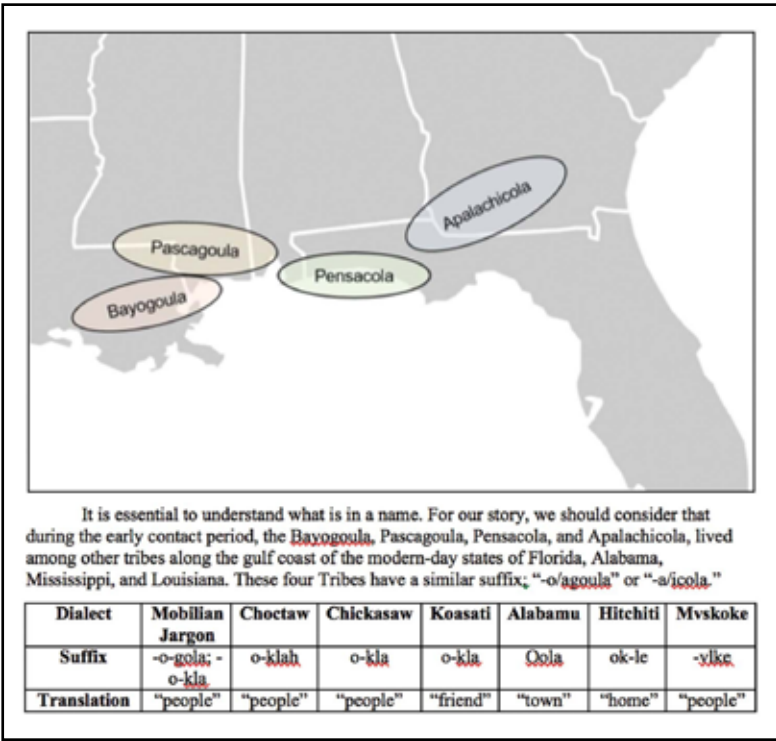 Apalachicola
Pascagoula
Pensacola
Bayogoula
It is essential to understand what is in a name. For our story, we should consider that
during the early contact period, the Bayogoula, Pascagoula, Pensacola, and Apalachicola, lived
among other tribes along the gulf coast of the modern-day states of Florida, Alabama,
Mississippi, and Louisiana. These four Tribes have a similar suffix; “-o/agoula” or “-a/icola.”
Dialect Mobilian Jargon Choctaw Chickasaw Koasati Alabamu Hitchiti Mvskoke
Suffix -o-gola; -o-kla o-klah o-kla o-kla Oola ok-le -vlke
Translation “people” “people” “people” “friend” “town” “home” “people”